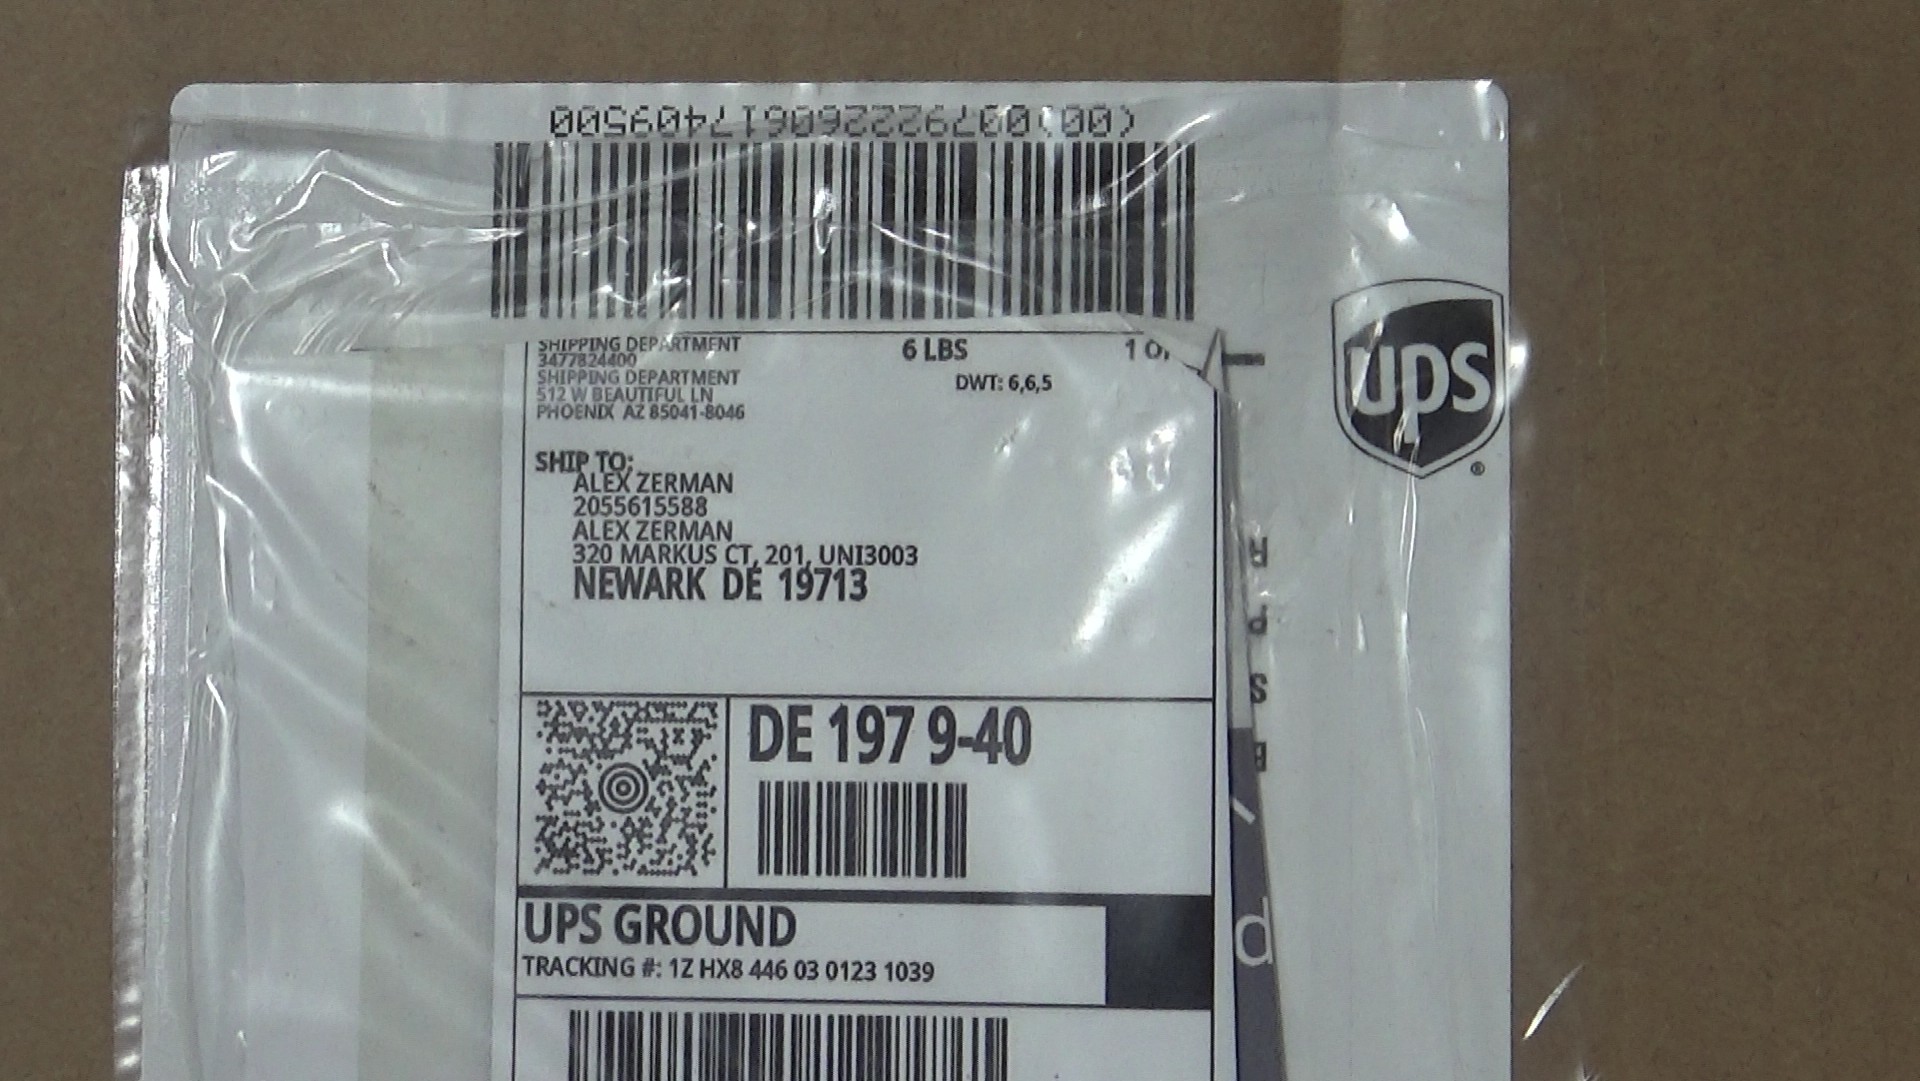 (00)037922260617409500
SHIPPING DEPARTMENT
3477824400
SHIPPING DEPARTMENT
512 W BEAUTIFUL LN
PHOENIX AZ 85041-8046
6 LBS
1
DWT: 6,6,5
SHIP TO:
ALEX ZERMAN
2055615588
ALEX ZERMAN
320 MARKUS CT, 201, UNI3003
NEWARK DE 19713
DE 197 9-40
UPS GROUND
TRACKING #: 1Z HX8 446 03 0123 1039
ups